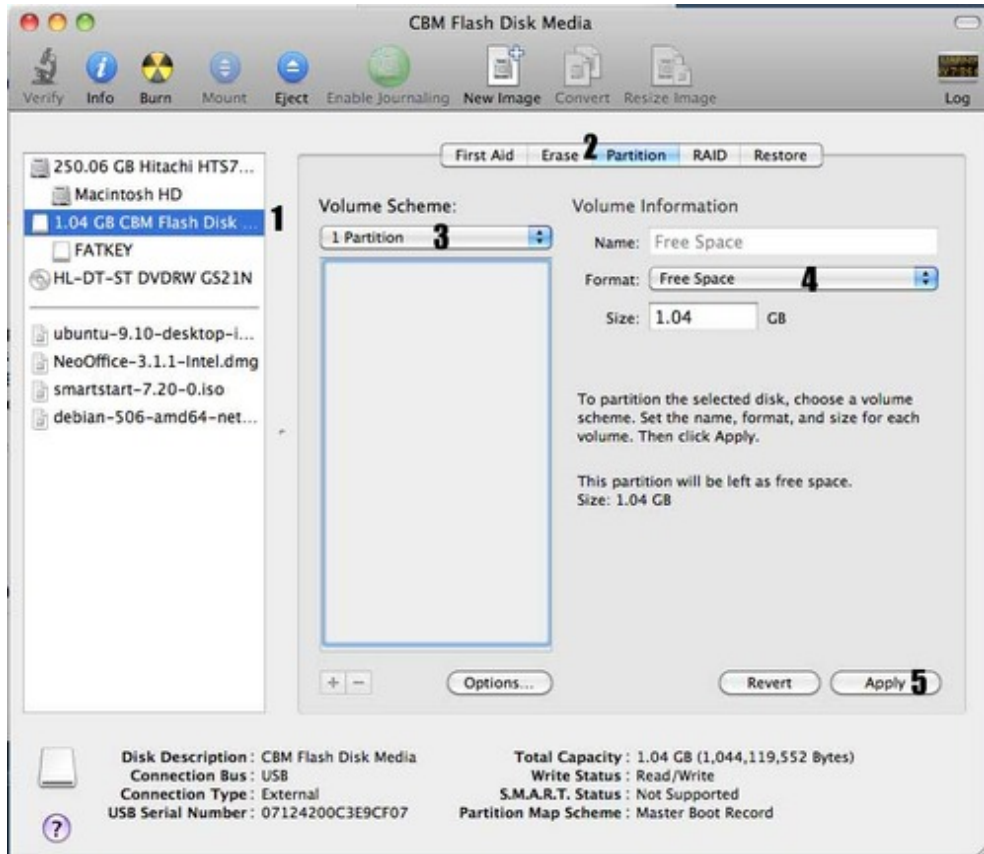 CBM Flash Disk Media
Verify Info Burn Mount Eject Enable Journaling New Image Convert Resize Image Log
First Aid Erase 2 Partition RAID Restore
250.06 GB Hitachi HTS7...
Macintosh HD
1.04 GB CBM Flash Disk ... 1
FATKEY
HL-DT-ST DVDRW GS21N
ubuntu-9.10-desktop-i...
NeoOffice-3.1.1-Intel.dmg
smartstart-7.20-0.iso
debian-506-amd64-net...
Volume Scheme:
1 Partition 3
Volume Information
Name: Free Space
Format: Free Space 4
Size: 1.04 GB
To partition the selected disk, choose a volume
scheme. Set the name, format, and size for each
volume. Then click Apply.
This partition will be left as free space.
Size: 1.04 GB
+ − Options... Revert Apply 5
Disk Description : CBM Flash Disk Media
Connection Bus : USB
Connection Type : External
USB Serial Number : 07124200C3E9CF07
Total Capacity : 1.04 GB (1,044,119,552 Bytes)
Write Status : Read/Write
S.M.A.R.T. Status : Not Supported
Partition Map Scheme : Master Boot Record
?